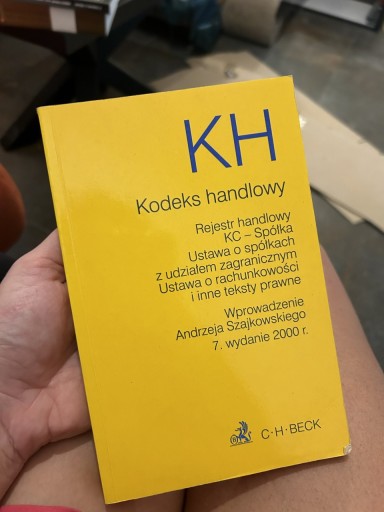 KH
Kodeks handlowy
Rejestr handlowy
KC – Spółka
Ustawa o spółkach
z udziałem zagranicznym
Ustawa o rachunkowości
i inne teksty prawne
Wprowadzenie
Andrzeja Szajkowskiego
7. wydanie 2000 r.
C·H·BECK